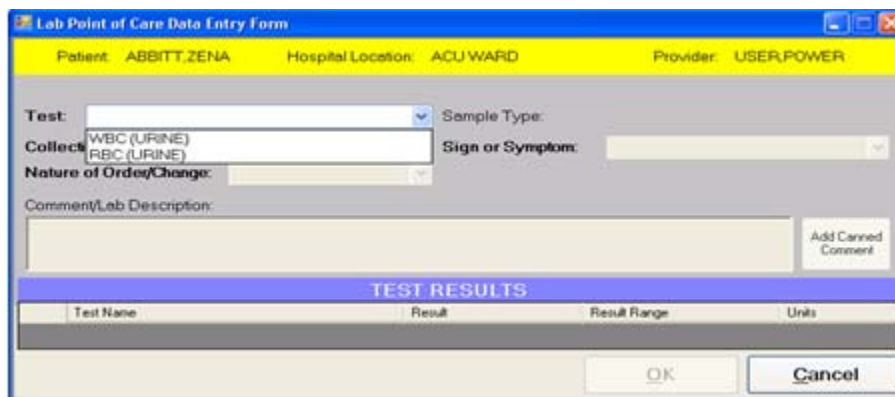 Lab Point of Care Data Entry Form
Patient: ABBITT,ZENA Hospital Location: ACU WARD Provider: USER,POWER
Test: Sample Type:
WBC (URINE)
Collecti Sign or Symptom:
RBC (URINE)
Nature of Order/Change:
Comment/Lab Description:
Add Canned
Comment
TEST RESULTS
Test Name Result Result Range Units
OK Cancel